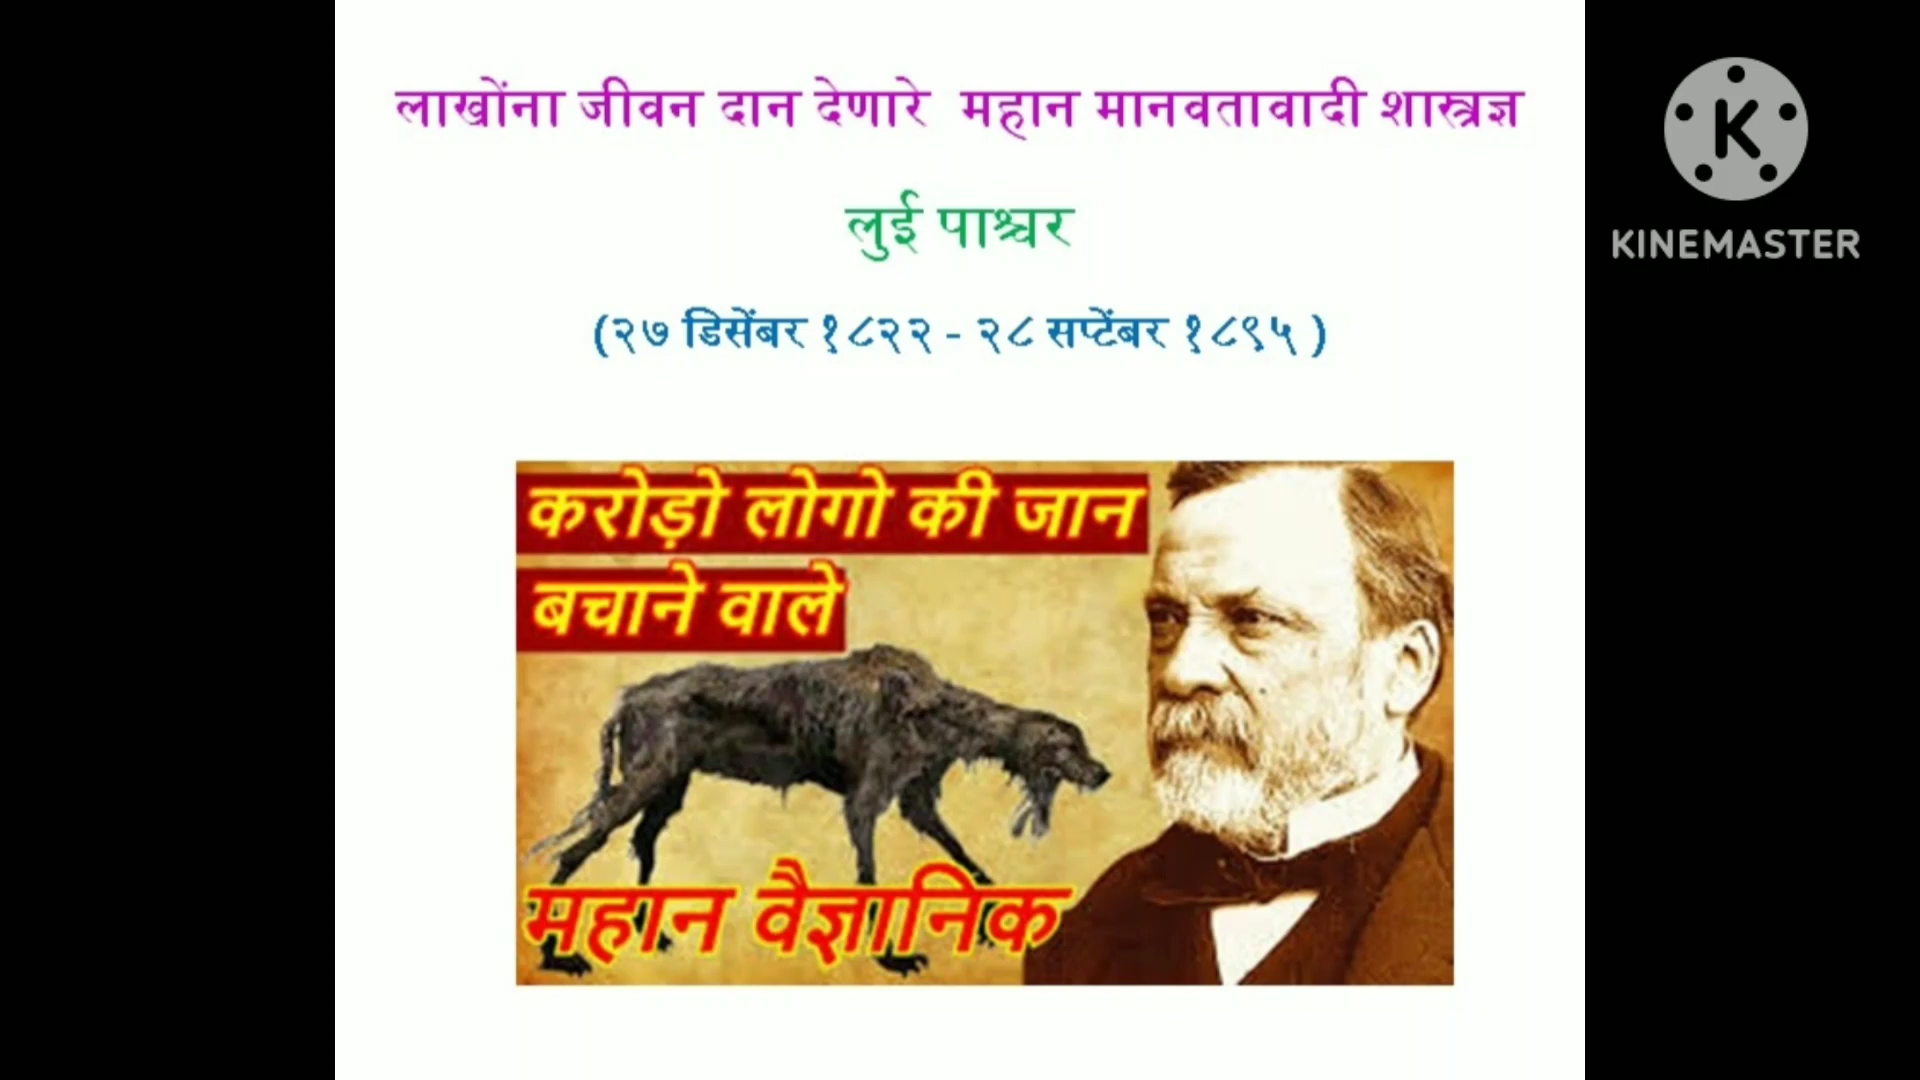 लाखोंना जीवन दान देणारे महान मानवतावादी शास्त्रज्ञ
लुई पाश्चर
(२७ डिसेंबर १८२२ - २८ सप्टेंबर १८९५ )
करोड़ो लोगो की जान
बचाने वाले
महान वैज्ञानिक
K
KINEMASTER